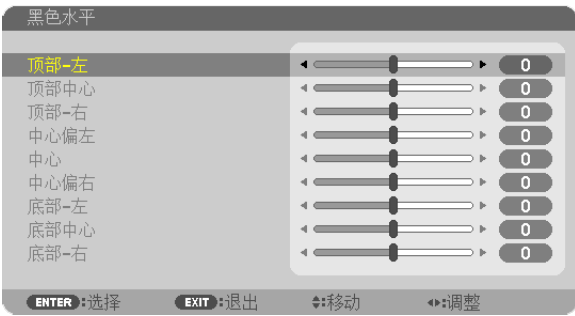 黑色水平
顶部-左 0
顶部中心 0
顶部-右 0
中心偏左 0
中心 0
中心偏右 0
底部-左 0
底部中心 0
底部-右 0
ENTER:选择 EXIT:退出 :移动 :调整